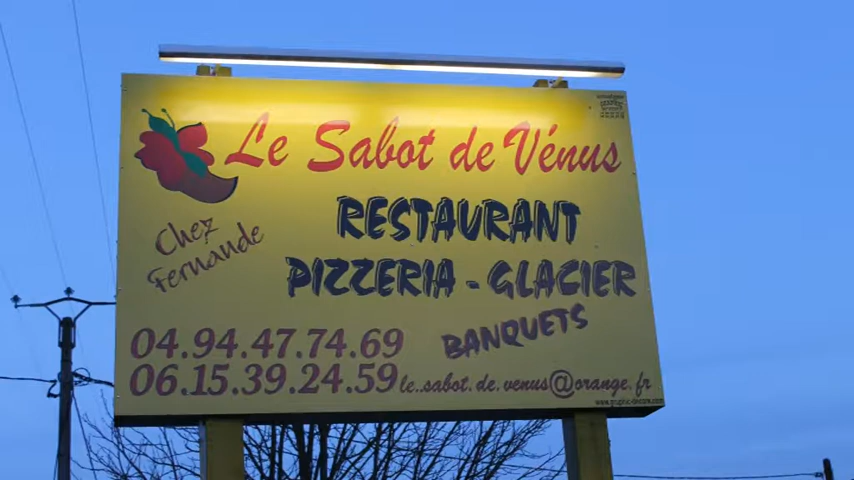 Le Sabot de Vénus
Chez
Fernande
RESTAURANT
PIZZERIA - GLACIER
BANQUETS
04.94.47.74.69
06.15.39.24.59
le.sabot.de.venus@orange.fr